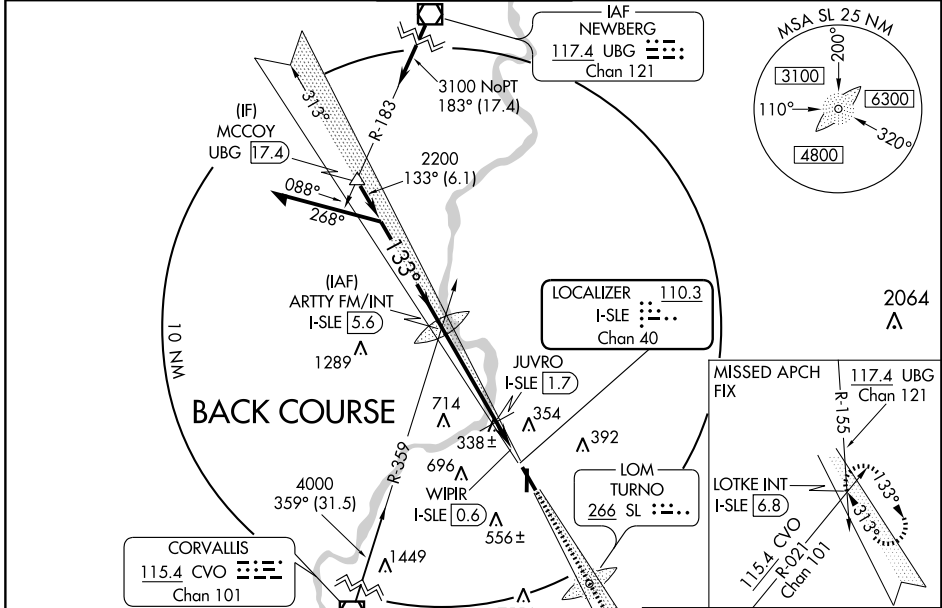 IAF
NEWBERG
117.4 UBG
Chan 121
MSA SL 25 NM
200°
3100
6300
110°
320°
4800
313°
R-183
3100 NoPT
183° (17.4)
(IF)
MCCOY
UBG 17.4
2200
133° (6.1)
088°
268°
133°
(IAF)
ARTTY FM/INT
I-SLE 5.6
LOCALIZER 110.3
I-SLE
Chan 40
2064
1289
10 NM
JUVRO
I-SLE 1.7
BACK COURSE
714
354
338 ±
392
696
R-359
WIPIR
I-SLE 0.6
556 ±
LOM
TURNO
266 SL
4000
359° (31.5)
1449
CORVALLIS
115.4 CVO
Chan 101
MISSED APCH
FIX
117.4 UBG
Chan 121
R-155
LOTKE INT
I-SLE 6.8
133°
313°
115.4 CVO
R-021
Chan 101